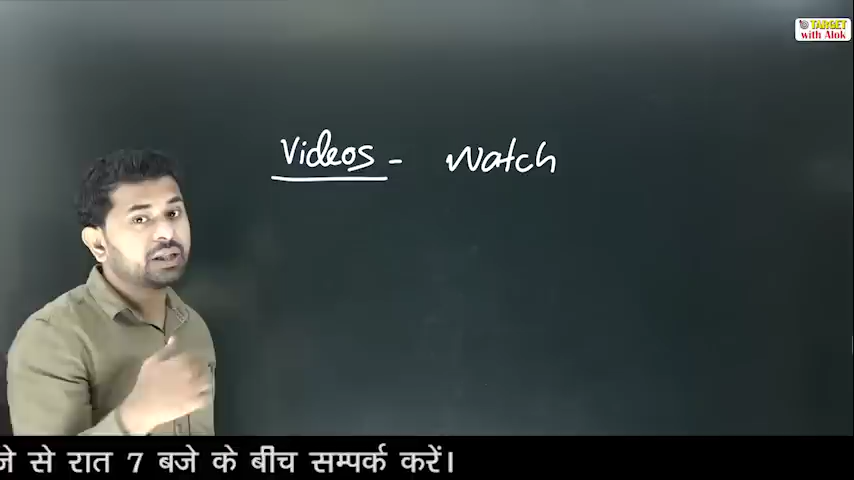 TARGET
with Alok
Videos - Watch
जे से रात 7 बजे के बीच सम्पर्क करें।